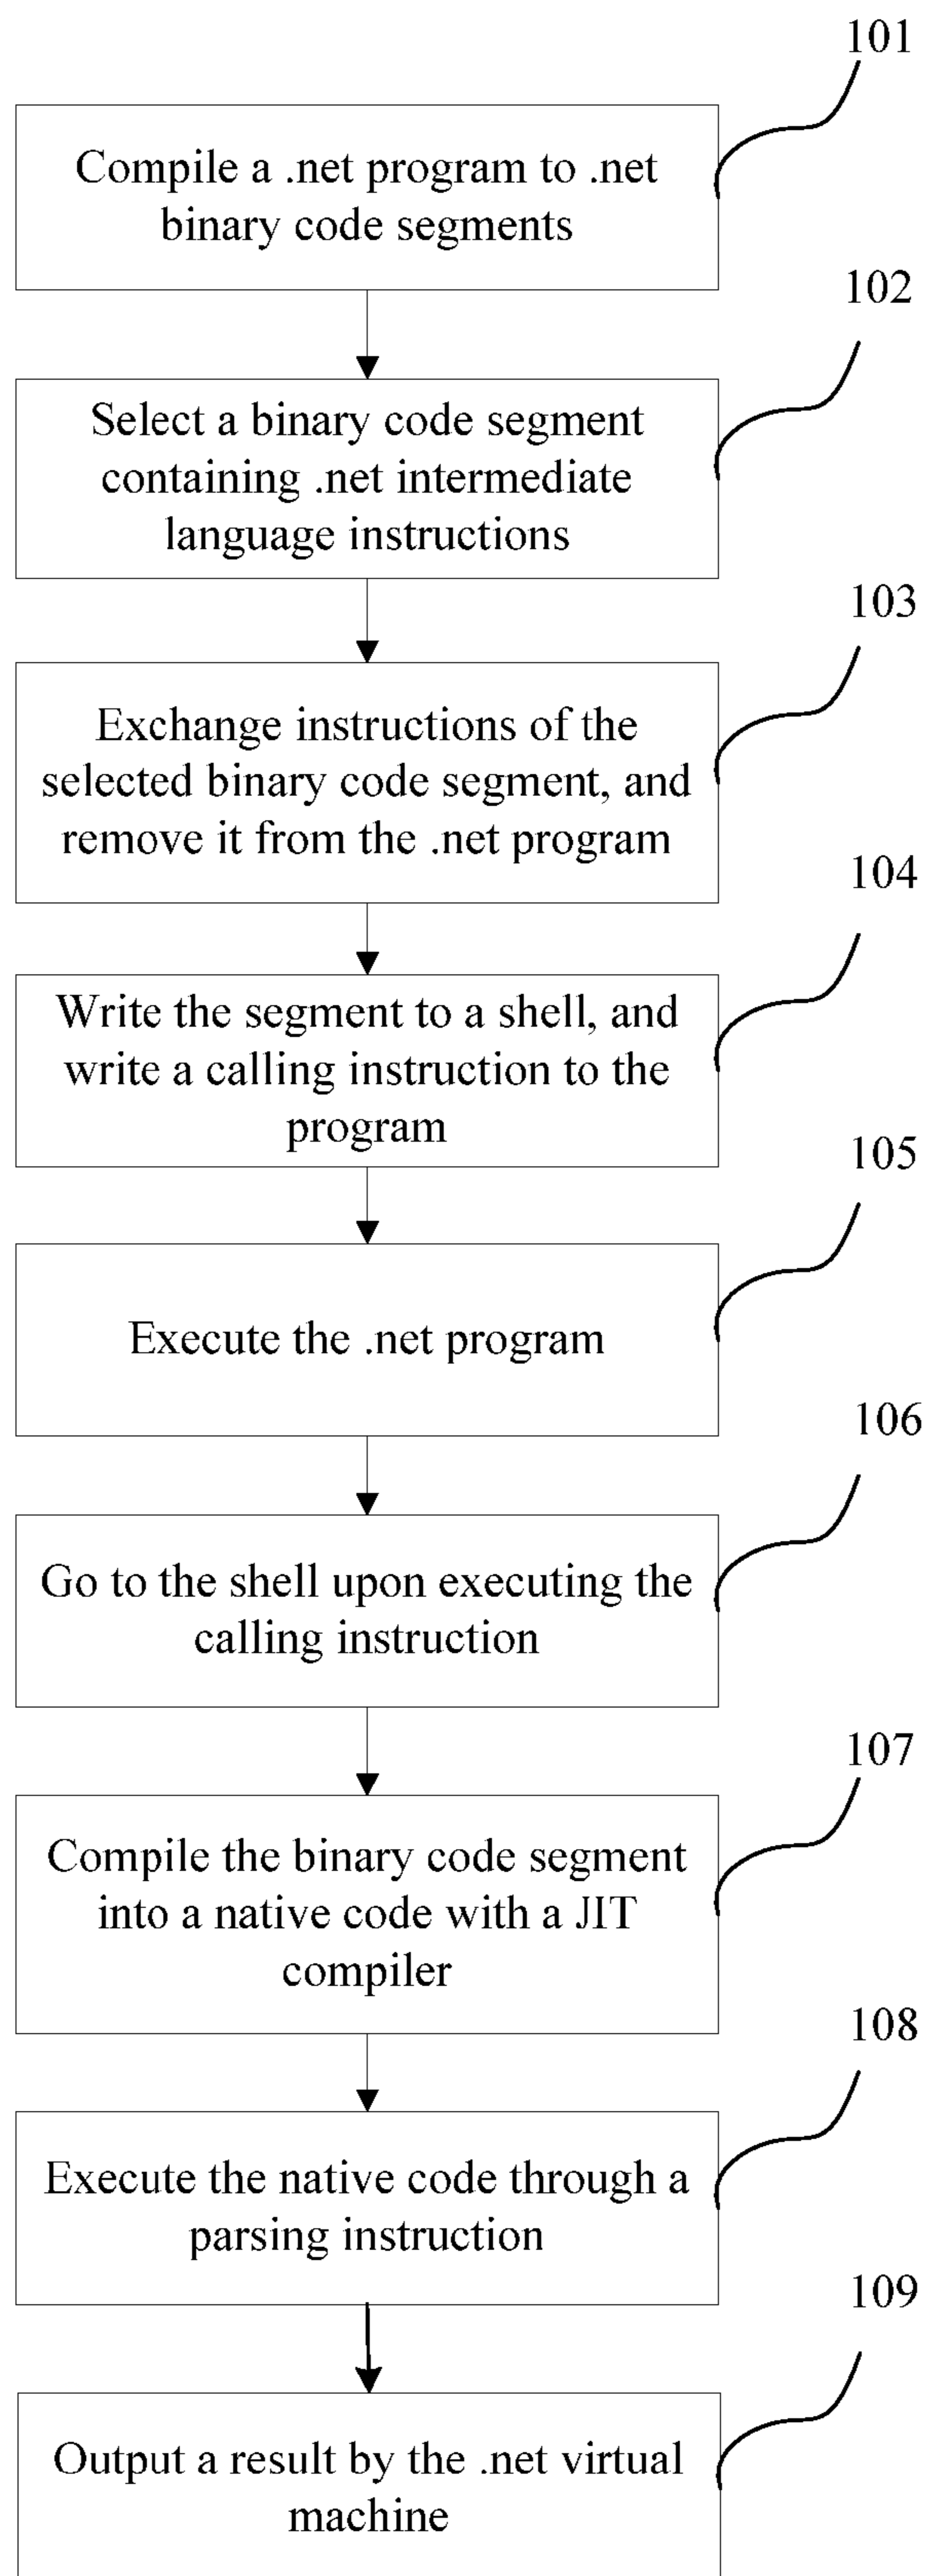 101
Compile a .net program to .net
binary code segments
102
Select a binary code segment
containing .net intermediate
language instructions
103
Exchange instructions of the
selected binary code segment, and
remove it from the .net program
104
Write the segment to a shell, and
write a calling instruction to the
program
105
Execute the .net program
106
Go to the shell upon executing the
calling instruction
107
Compile the binary code segment
into a native code with a JIT
compiler
108
Execute the native code through a
parsing instruction
109
Output a result by the .net virtual
machine